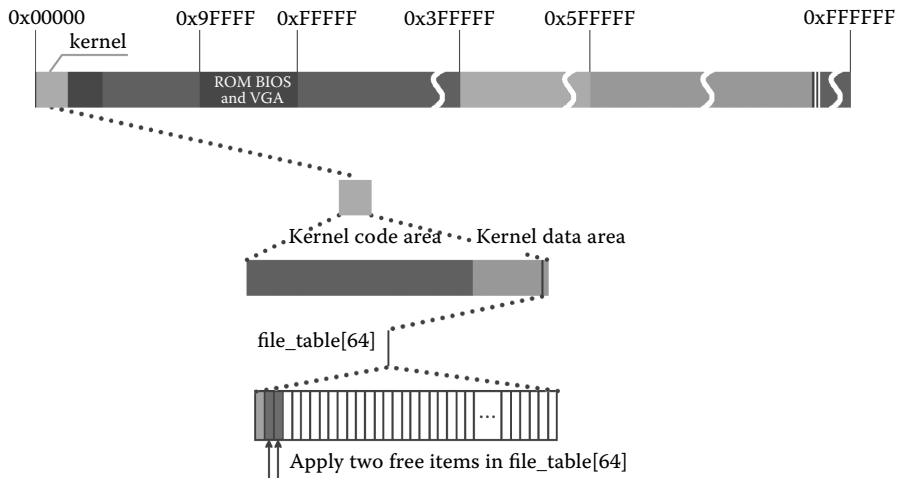 0x00000 0x9FFFF 0xFFFFF 0x3FFFFF 0x5FFFFF 0xFFFFFF
kernel
ROM BIOS
and VGA
Kernel code area Kernel data area
file_table[64]
...
Apply two free items in file_table[64]